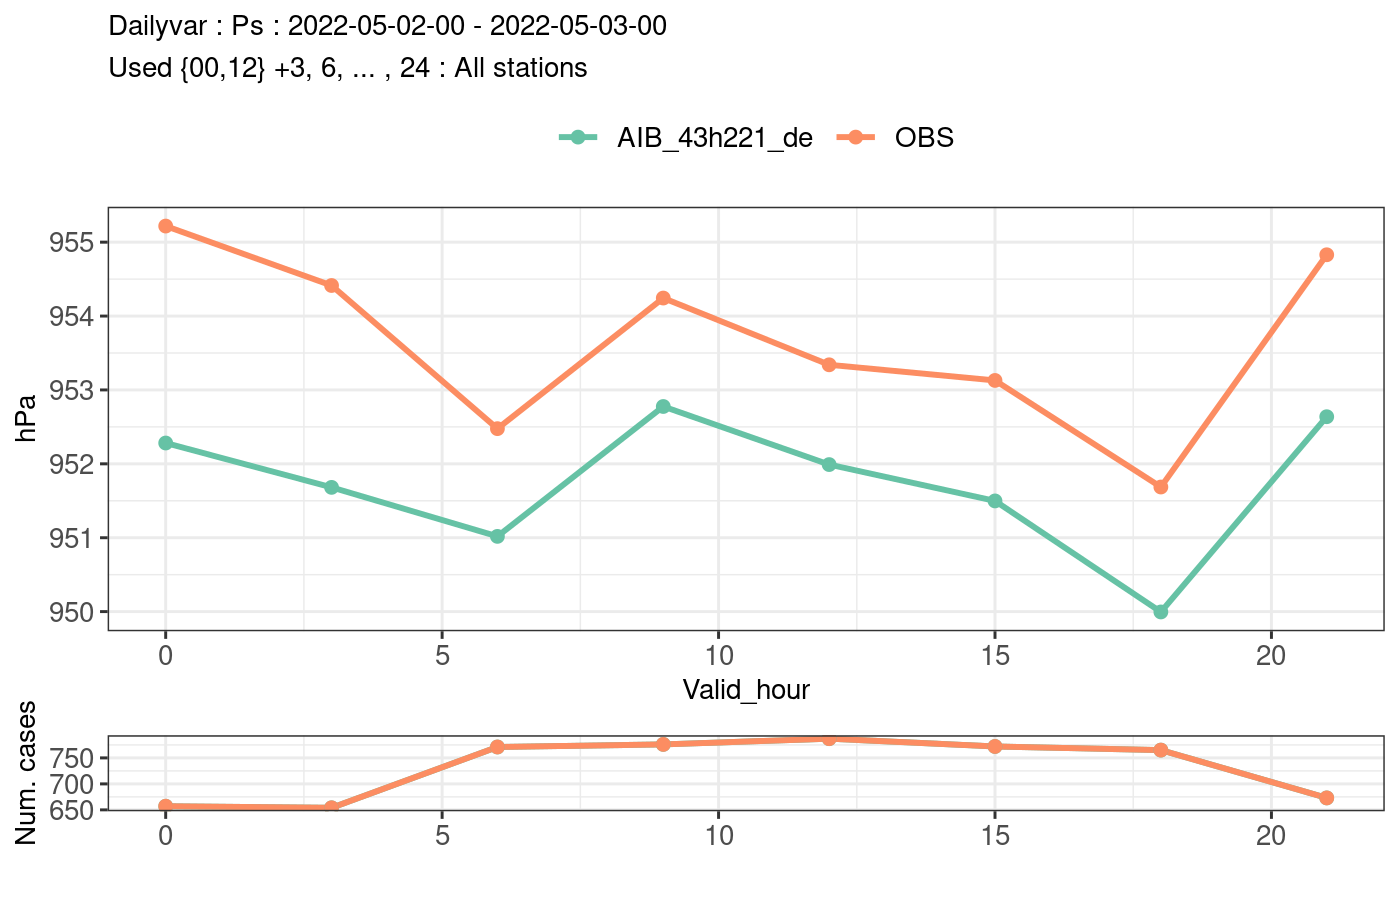 Dailyvar : Ps : 2022-05-02-00 - 2022-05-03-00
Used {00,12} +3, 6, ... , 24 : All stations
AIB_43h221_de OBS
955
954
953
952
951
950
hPa
0 5 10 15 20
Valid_hour
750
700
650
Num. cases
0 5 10 15 20